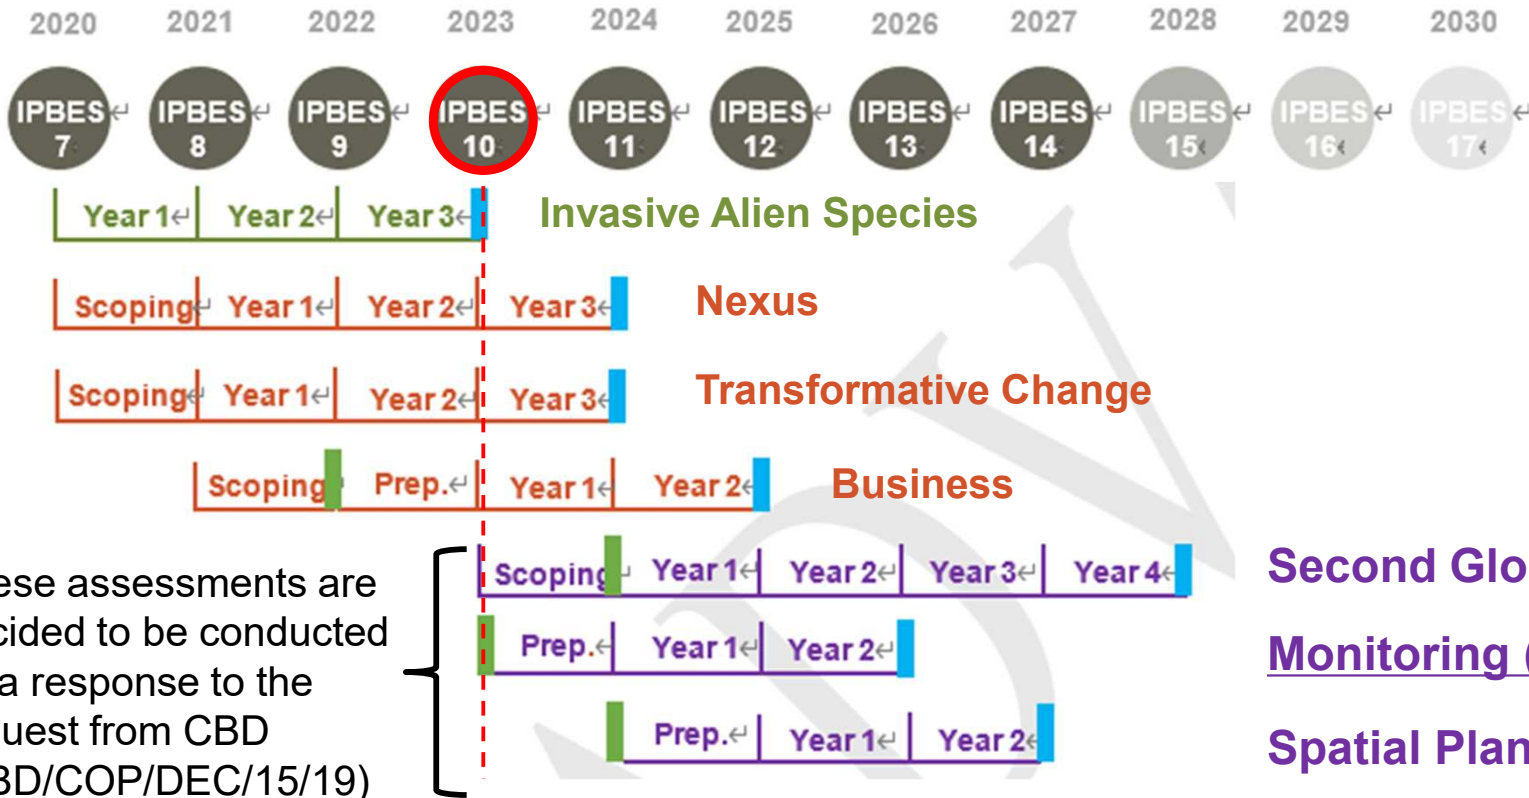 2020 2021 2022 2023 2024 2025 2026 2027 2028 2029 2030
IPBES IPBES IPBES IPBES IPBES IPBES IPBES IPBES IPBES IPBES IPBES
7 8 9 10 11 12 13 14 15 16 17
Year 1 Year 2 Year 3 Invasive Alien Species
Scoping Year 1 Year 2 Year 3 Nexus
Scoping Year 1 Year 2 Year 3 Transformative Change
Scoping Prep. Year 1 Year 2 Business
Scoping Year 1 Year 2 Year 3 Year 4 Second Glo
Prep. Year 1 Year 2 Monitoring (
Prep. Year 1 Year 2 Spatial Plan
ese assessments are
cided to be conducted
a response to the
uest from CBD
BD/COP/DEC/15/19)